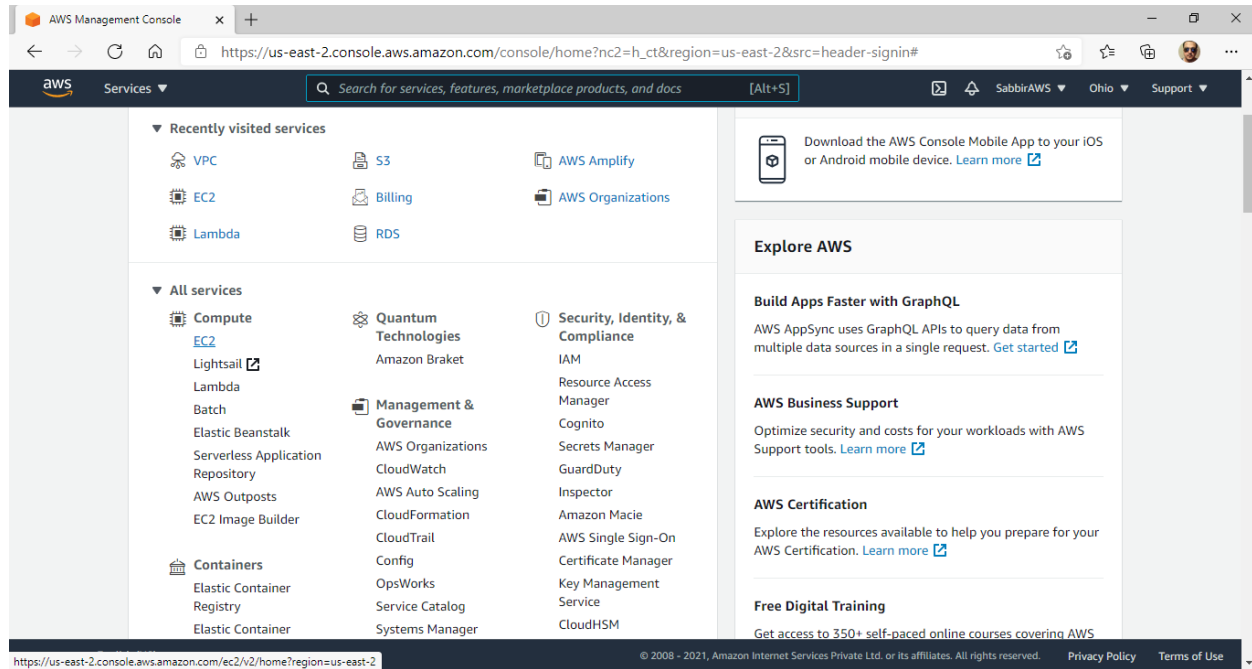 AWS Management Console
https://us-east-2.console.aws.amazon.com/console/home?nc2=h_ct&region=us-east-2&src=header-signin#
aws
Services ▼
Search for services, features, marketplace products, and docs
[Alt+S]
SabbirAWS ▼
Ohio ▼
Support ▼
▼ Recently visited services
VPC
S3
AWS Amplify
EC2
Billing
AWS Organizations
Lambda
RDS
▼ All services
Compute
EC2
Lightsail
Lambda
Batch
Elastic Beanstalk
Serverless Application
Repository
AWS Outposts
EC2 Image Builder
Containers
Elastic Container
Registry
Elastic Container
Quantum
Technologies
Amazon Braket
Management &
Governance
AWS Organizations
CloudWatch
AWS Auto Scaling
CloudFormation
CloudTrail
Config
OpsWorks
Service Catalog
Systems Manager
Security, Identity, &
Compliance
IAM
Resource Access
Manager
Cognito
Secrets Manager
GuardDuty
Inspector
Amazon Macie
AWS Single Sign-On
Certificate Manager
Key Management
Service
CloudHSM
Download the AWS Console Mobile App to your iOS
or Android mobile device. Learn more
Explore AWS
Build Apps Faster with GraphQL
AWS AppSync uses GraphQL APIs to query data from
multiple data sources in a single request. Get started
AWS Business Support
Optimize security and costs for your workloads with AWS
Support tools. Learn more
AWS Certification
Explore the resources available to help you prepare for your
AWS Certification. Learn more
Free Digital Training
Get access to 350+ self-paced online courses covering AWS
© 2008 - 2021, Amazon Internet Services Private Ltd. or its affiliates. All rights reserved.
Privacy Policy
Terms of Use
https://us-east-2.console.aws.amazon.com/ec2/v2/home?region=us-east-2